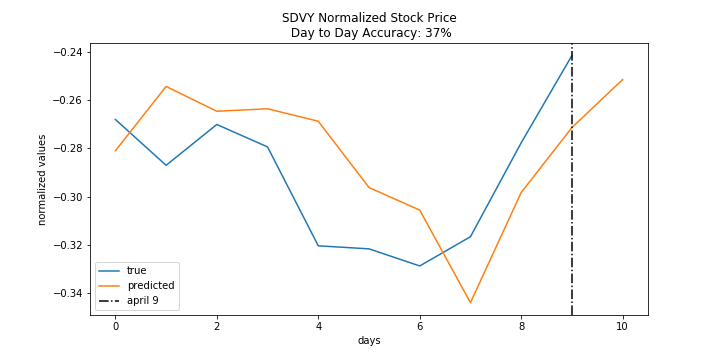 SDVY Normalized Stock Price
Day to Day Accuracy: 37%
normalized values
−0.24
−0.26
−0.28
−0.30
−0.32
−0.34
true
predicted
april 9
0 2 4 6 8 10
days